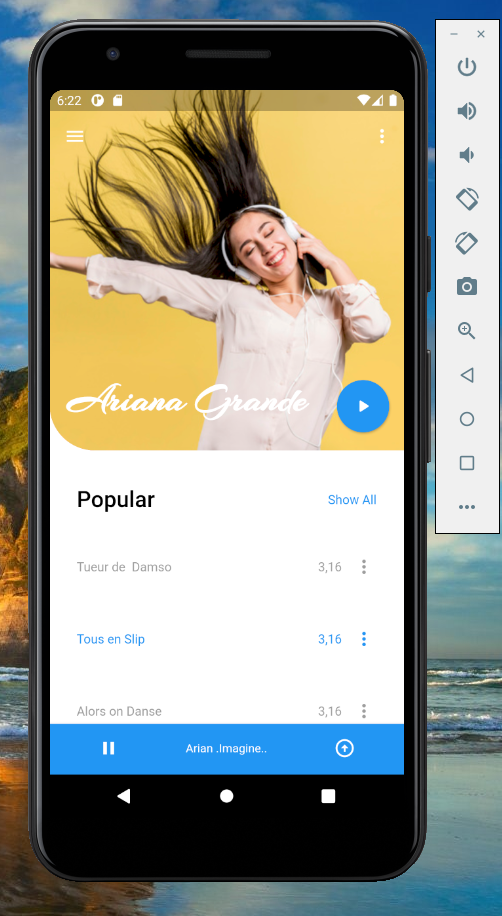 6:22
Ariana Grande
Popular Show All
Tueur de Damso 3,16
Tous en Slip 3,16
Alors on Danse 3,16
Arian .Imagine..